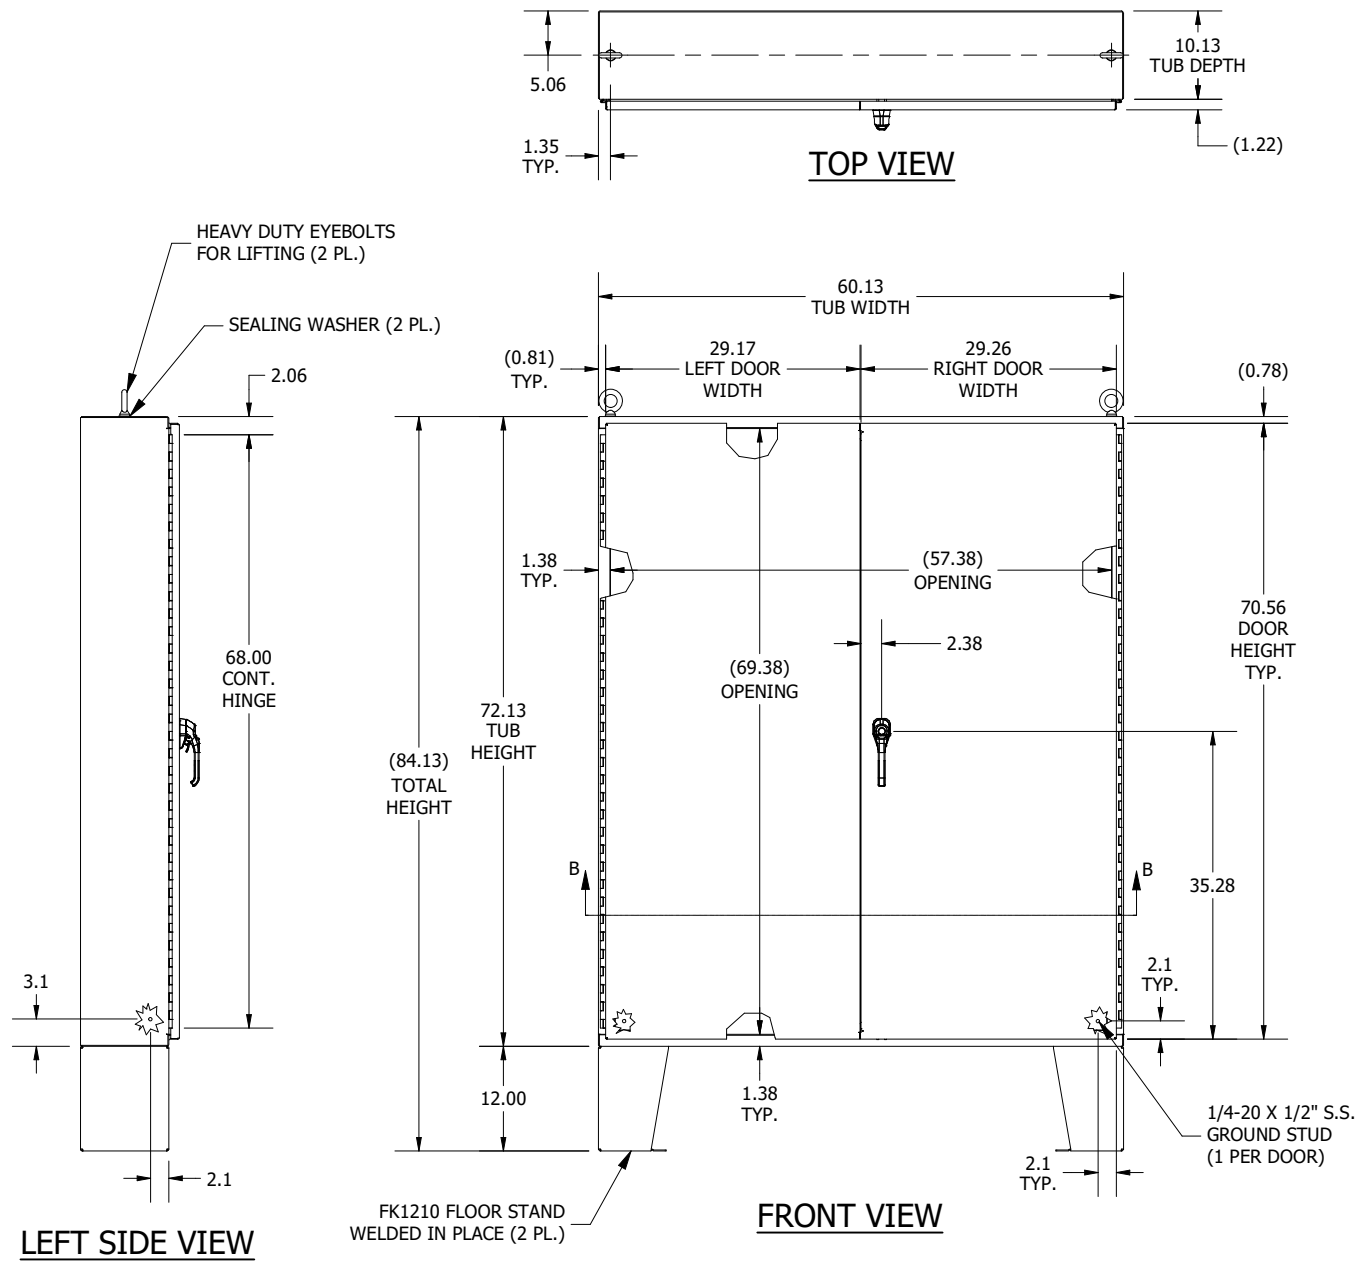 10.13
TUB DEPTH
5.06
1.35
TYP.
(1.22)
TOP VIEW
HEAVY DUTY EYEBOLTS
FOR LIFTING (2 PL.)
SEALING WASHER (2 PL.)
2.06
68.00
CONT.
HINGE
3.1
2.1
LEFT SIDE VIEW
60.13
TUB WIDTH
(0.81)
TYP.
29.17
LEFT DOOR
WIDTH
29.26
RIGHT DOOR
WIDTH
(0.78)
1.38
TYP.
(57.38)
OPENING
2.38
70.56
DOOR
HEIGHT
TYP.
(69.38)
OPENING
72.13
TUB
HEIGHT
(84.13)
TOTAL
HEIGHT
B
B
35.28
2.1
TYP.
12.00
1.38
TYP.
1/4-20 X 1/2" S.S.
GROUND STUD
(1 PER DOOR)
2.1
TYP.
FK1210 FLOOR STAND
WELDED IN PLACE (2 PL.)
FRONT VIEW